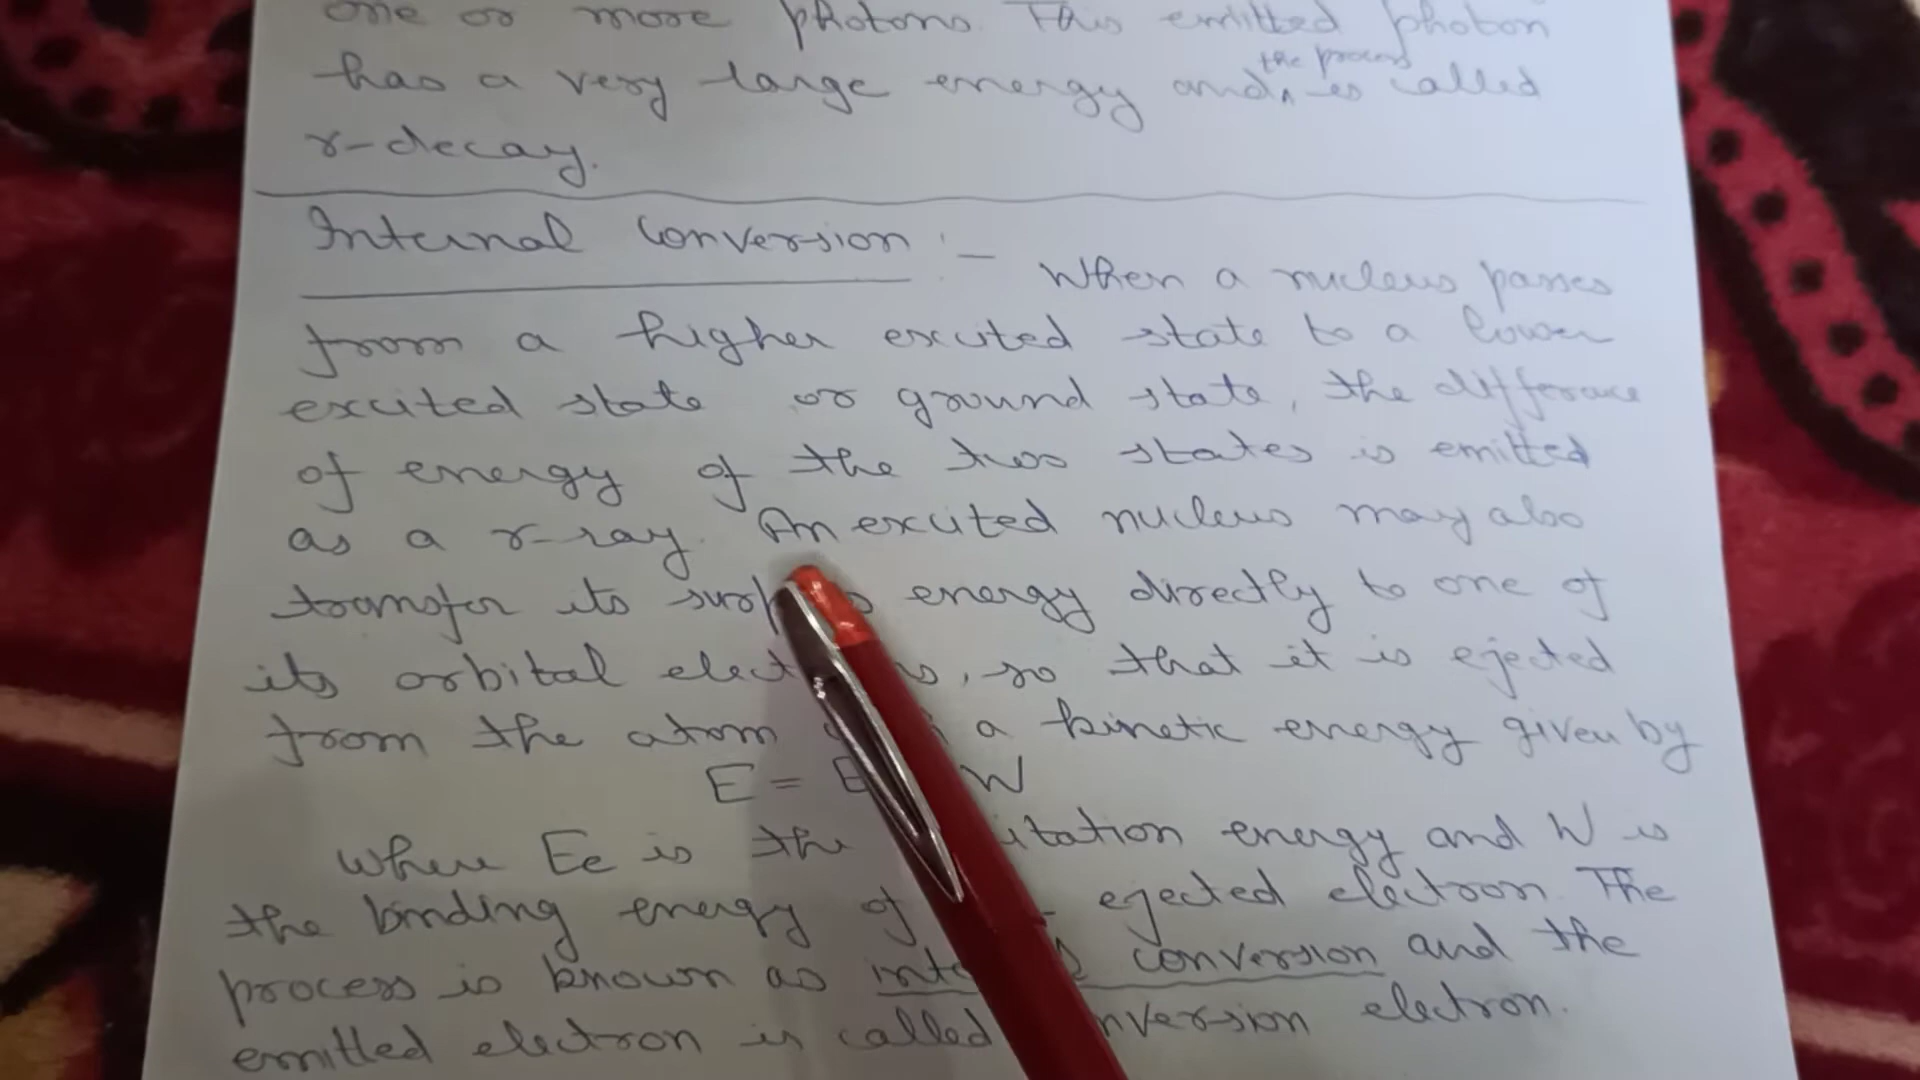 one or more photons. This emitted photon
the process
has a very large energy and ^ is called
γ-decay.
Internal Conversion :- When a nucleus passes
from a higher excited state to a lower
excited state or ground state, the difference
of energy of the two states is emitted
as a γ-ray. An excited nucleus may also
transfer its energy directly to one of
its orbital , so that it is ejected
from the atom a kinetic energy given by
E = W
where Ee is the energy and W is
the binding energy of ejected electron. The
process is known as conversion and the
emitted electron is called electron.